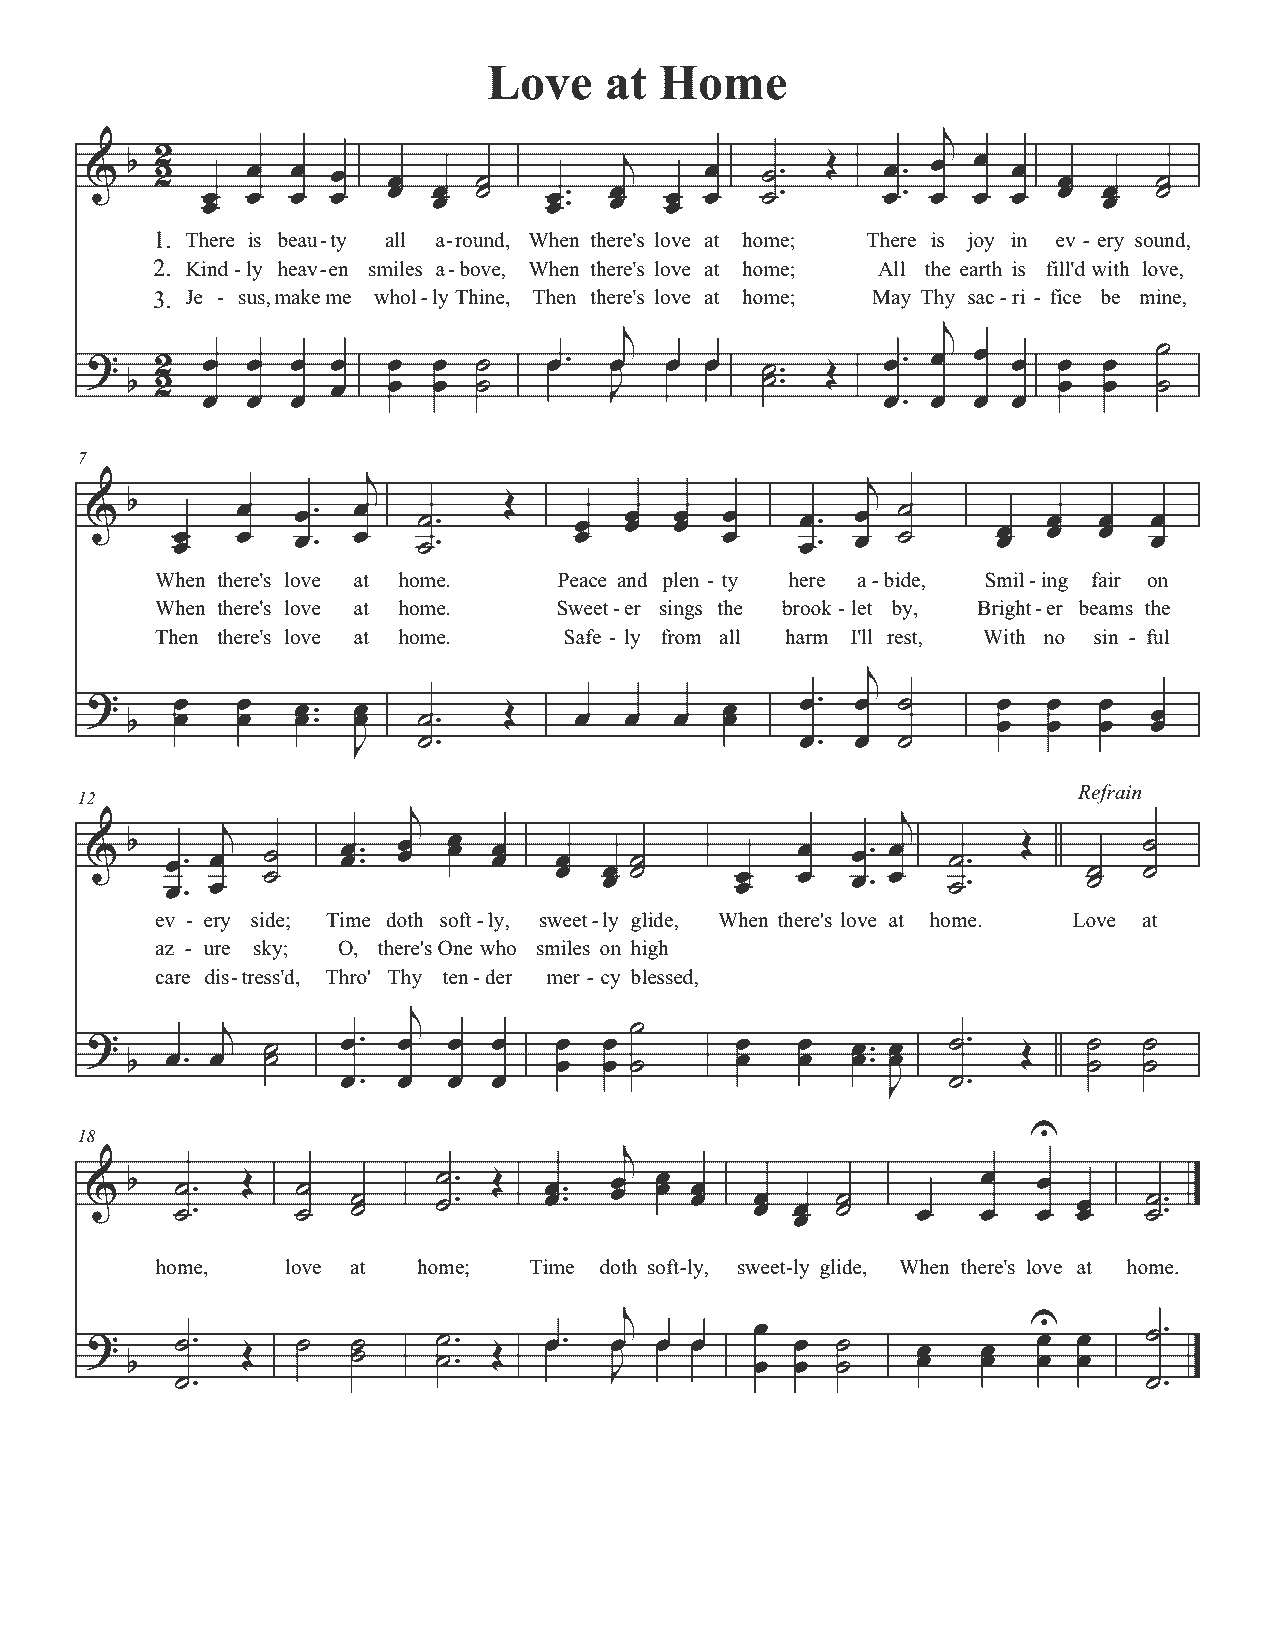 Love at Home
1. There is beau-ty all a-round, When there's love at home; There is joy in ev - ery sound,
2. Kind - ly heav-en smiles a - bove, When there's love at home; All the earth is fill'd with love,
3. Je - sus, make me whol - ly Thine, Then there's love at home; May Thy sac - ri - fice be mine,
7
When there's love at home. Peace and plen - ty here a - bide, Smil - ing fair on
When there's love at home. Sweet - er sings the brook - let by, Bright - er beams the
Then there's love at home. Safe - ly from all harm I'll rest, With no sin - ful
12
Refrain
ev - ery side; Time doth soft - ly, sweet - ly glide, When there's love at home. Love at
az - ure sky; O, there's One who smiles on high
care dis - tress'd, Thro' Thy ten - der mer - cy blessed,
18
home, love at home; Time doth soft-ly, sweet-ly glide, When there's love at home.